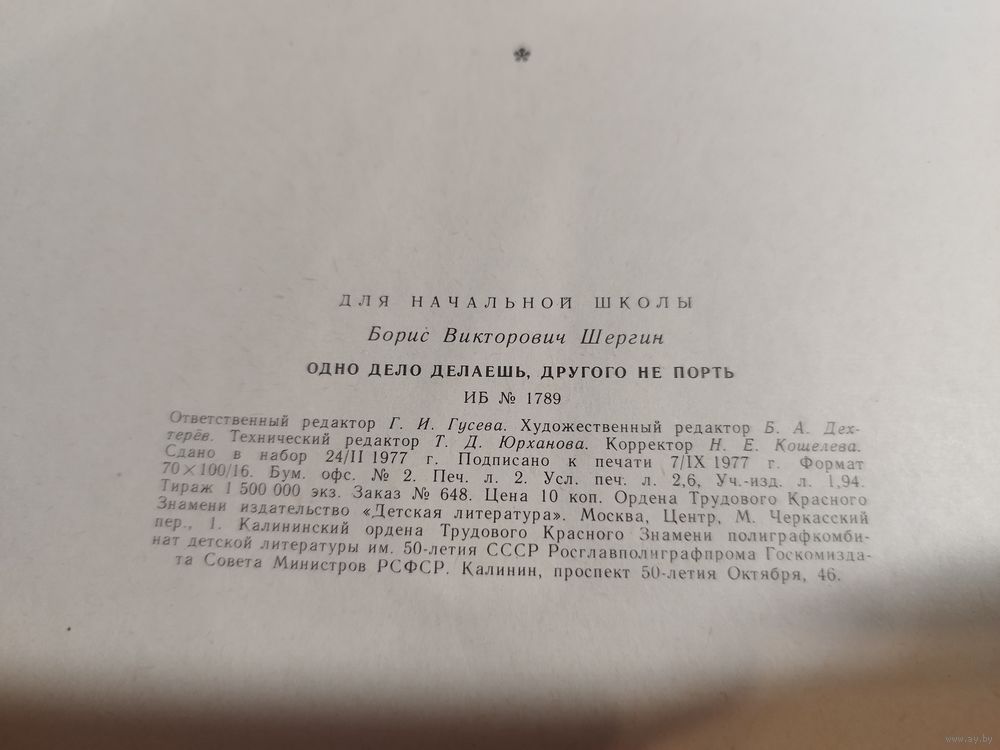 *
ДЛЯ НАЧАЛЬНОЙ ШКОЛЫ
Борис Викторович Шергин
ОДНО ДЕЛО ДЕЛАЕШЬ, ДРУГОГО НЕ ПОРТЬ
ИБ № 1789
Ответственный редактор Г. И. Гусева. Художественный редактор Б. А. Дех-
терёв. Технический редактор Т. Д. Юрханова. Корректор Н. Е. Кошелева.
Сдано в набор 24/II 1977 г. Подписано к печати 7/IX 1977 г. Формат
70×100/16. Бум. офс. № 2. Печ. л. 2. Усл. печ. л. 2,6, Уч.-изд. л. 1,94.
Тираж 1 500 000 экз. Заказ № 648. Цена 10 коп. Ордена Трудового Красного
Знамени издательство «Детская литература». Москва, Центр, М. Черкасский
пер., 1. Калининский ордена Трудового Красного Знамени полиграфкомби-
нат детской литературы им. 50-летия СССР Росглавполиграфпрома Госкомизда-
та Совета Министров РСФСР. Калинин, проспект 50-летия Октября, 46.
www.ay.by